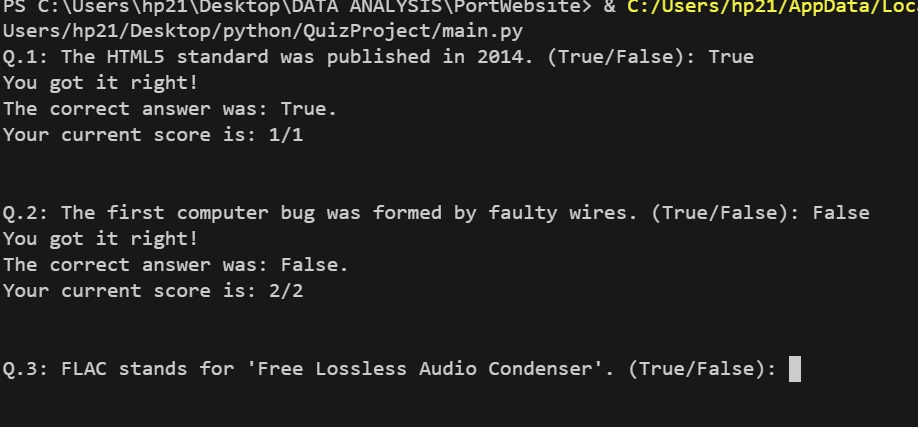 PS C:\Users\hp21\Desktop\DATA ANALYSIS\PortWebsite> & C:/Users/hp21/AppData/Loc
Users/hp21/Desktop/python/QuizProject/main.py
Q.1: The HTML5 standard was published in 2014. (True/False): True
You got it right!
The correct answer was: True.
Your current score is: 1/1
Q.2: The first computer bug was formed by faulty wires. (True/False): False
You got it right!
The correct answer was: False.
Your current score is: 2/2
Q.3: FLAC stands for 'Free Lossless Audio Condenser'. (True/False):